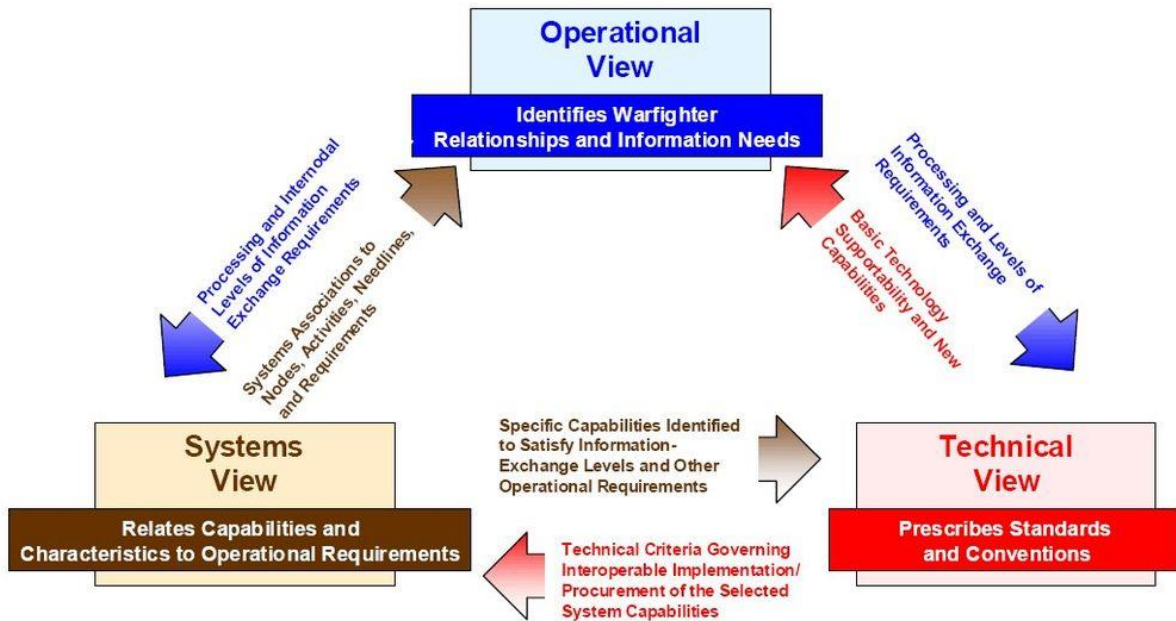 Operational
View
Identifies Warfighter
Relationships and Information Needs
Processing and Internodal
Levels of Information
Exchange Requirements
Systems Associations to
Nodes, Activities, Needlines,
and Requirements
Processing and Levels of
Information Exchange
Requirements
Basic Technology
Supportability and New
Capabilities
Systems
View
Relates Capabilities and
Characteristics to Operational Requirements
Specific Capabilities Identified
to Satisfy Information-
Exchange Levels and Other
Operational Requirements
Technical Criteria Governing
Interoperable Implementation/
Procurement of the Selected
System Capabilities
Technical
View
Prescribes Standards
and Conventions